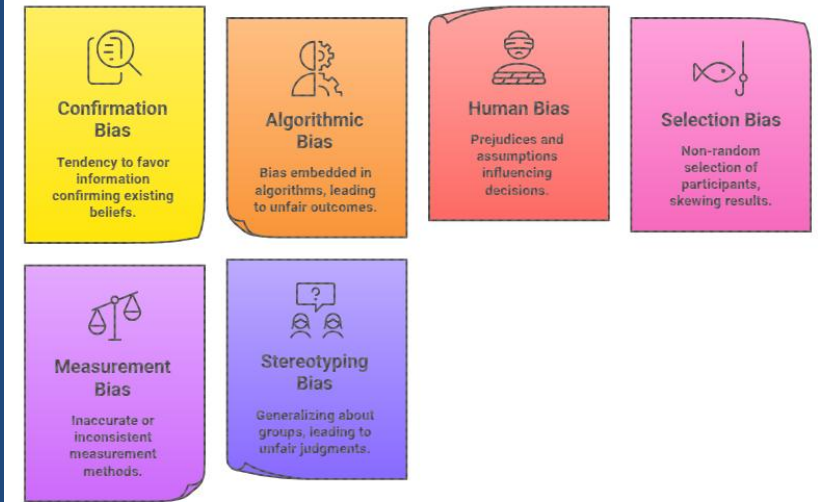 Confirmation
Bias
Tendency to favor
information
confirming existing
beliefs.
Algorithmic
Bias
Bias embedded in
algorithms, leading
to unfair outcomes.
Human Bias
Prejudices and
assumptions
influencing
decisions.
Selection Bias
Non-random
selection of
participants,
skewing results.
Measurement
Bias
Inaccurate or
inconsistent
measurement
methods.
Stereotyping
Bias
Generalizing about
groups, leading to
unfair judgments.